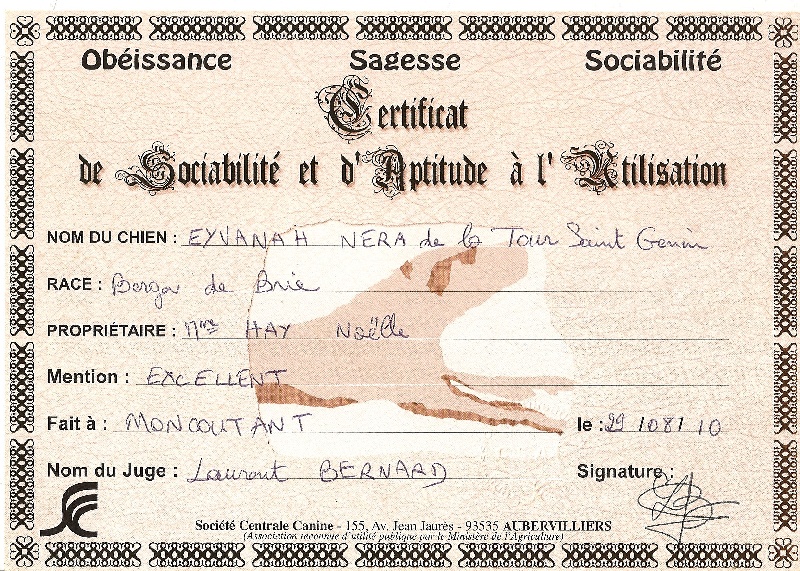 Obéissance Sagesse Sociabilité
Certificat
de Sociabilité et d'Aptitude à l'Utilisation
NOM DU CHIEN : EYVANAH NERA de la Tour Saint Genin
RACE : Berger de Brie
PROPRIÉTAIRE : Mme HAY Noëlle
Mention : EXCELLENT
Fait à : MONCOUTANT le : 29/08/10
Nom du Juge : Laurent BERNARD Signature :
Société Centrale Canine - 155, Av. Jean Jaurès - 93535 AUBERVILLIERS
(Association reconnue d'utilité publique par le Ministère de l'Agriculture)